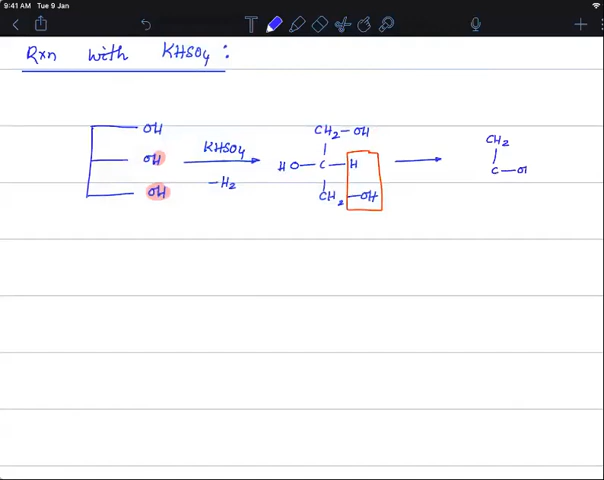 9:41 AM Tue 9 Jan
T
Rxn with KHSO4 :
OH
OH
OH
KHSO4
-H2
CH2-OH
HO-C-H
CH2-OH
CH2
C-OH